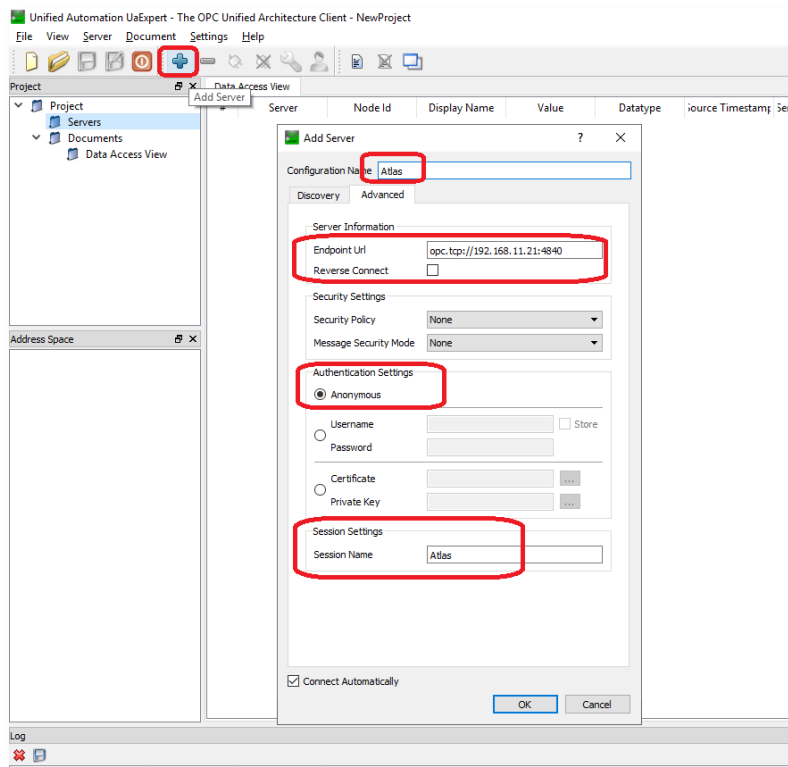 Unified Automation UaExpert - The OPC Unified Architecture Client - NewProject
File View Server Document Settings Help
Project
Data Access View
Add Server
# Server Node Id Display Name Value Datatype Source Timestamp
Project
Servers
Documents
Data Access View
Address Space
Add Server ?
Configuration Name Atlas
Discovery Advanced
Server Information
Endpoint Url opc.tcp://192.168.11.21:4840
Reverse Connect
Security Settings
Security Policy None
Message Security Mode None
Authentication Settings
Anonymous
Username Store
Password
Certificate ...
Private Key ...
Session Settings
Session Name Atlas
Connect Automatically
OK Cancel
Log